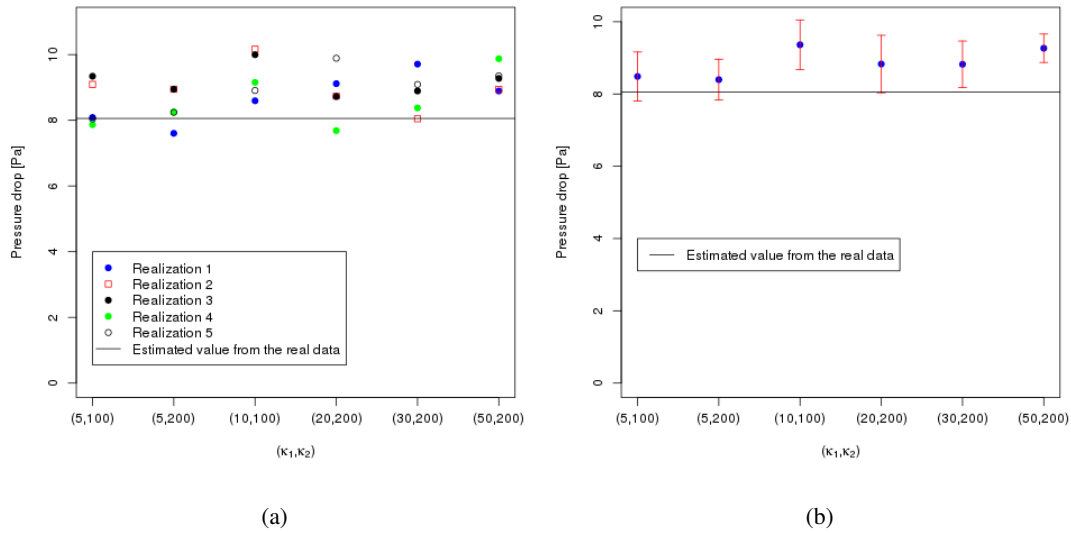 Pressure drop [Pa]
10
8
6
4
2
0
Realization 1
Realization 2
Realization 3
Realization 4
Realization 5
Estimated value from the real data
(5,100) (5,200) (10,100) (20,200) (30,200) (50,200)
(κ₁,κ₂)
(a)
Pressure drop [Pa]
10
8
6
4
2
0
Estimated value from the real data
(5,100) (5,200) (10,100) (20,200) (30,200) (50,200)
(κ₁,κ₂)
(b)